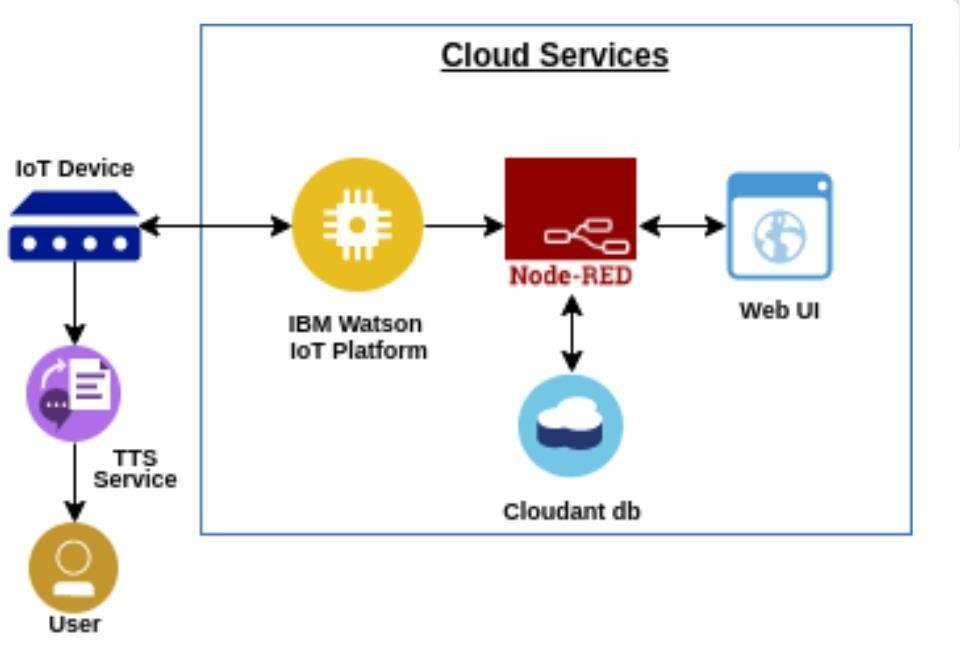 Cloud Services
IoT Device
Node-RED
IBM Watson
IoT Platform
Web UI
TTS
Service
Cloudant db
User